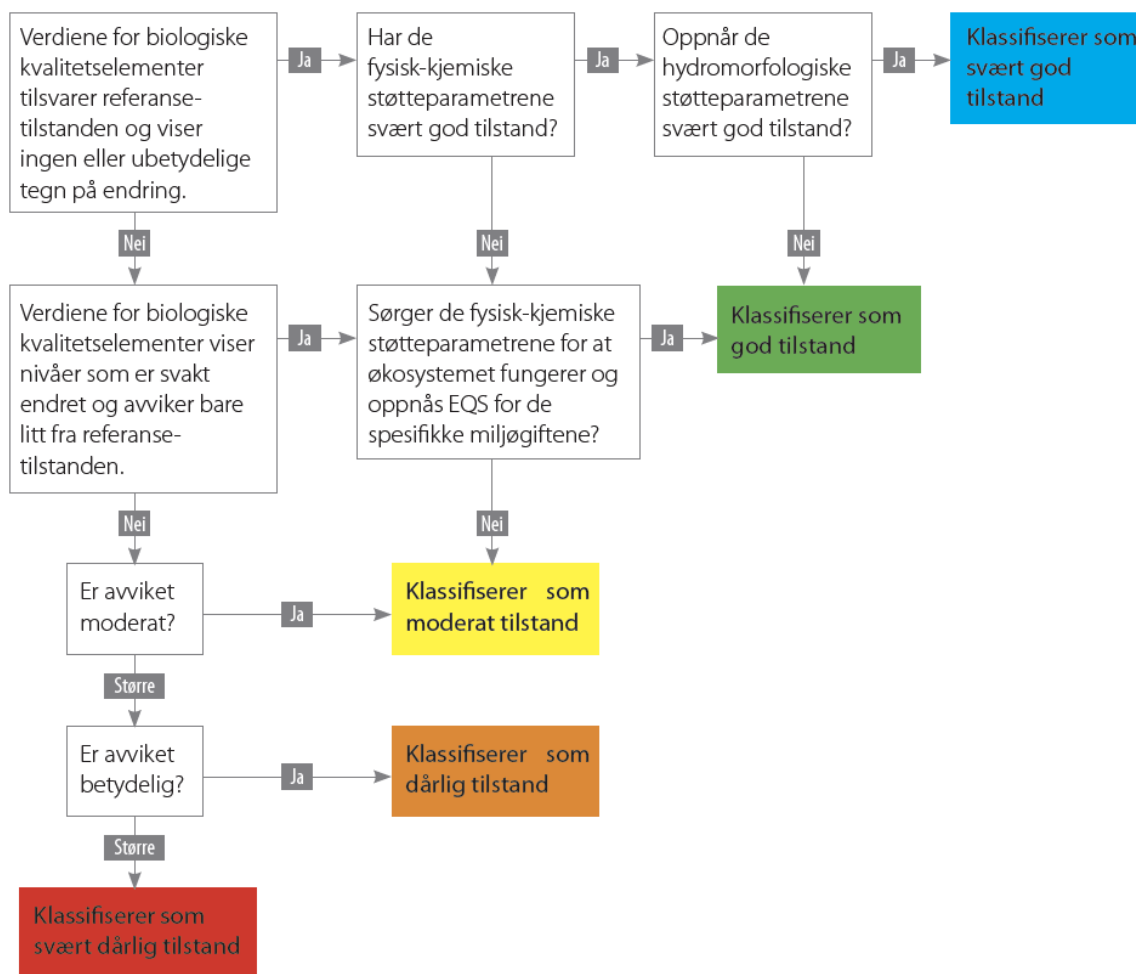 Verdiene for biologiske
kvalitetselementer
tilsvarer referanse-
tilstanden og viser
ingen eller ubetydelige
tegn på endring.
Ja
Har de
fysisk-kjemiske
støtteparametrene
svært god tilstand?
Ja
Oppnår de
hydromorfologiske
støtteparametrene
svært god tilstand?
Ja
Klassifiserer som
svært god
tilstand
Nei
Nei
Nei
Verdiene for biologiske
kvalitetselementer viser
nivåer som er svakt
endret og avviker bare
litt fra referanse-
tilstanden.
Ja
Sørger de fysisk-kjemiske
støtteparametrene for at
økosystemet fungerer og
oppnås EQS for de
spesifikke miljøgiftene?
Ja
Klassifiserer som
god tilstand
Nei
Nei
Er avviket
moderat?
Ja
Klassifiserer som
moderat tilstand
Større
Er avviket
betydelig?
Ja
Klassifiserer som
dårlig tilstand
Større
Klassifiserer som
svært dårlig tilstand